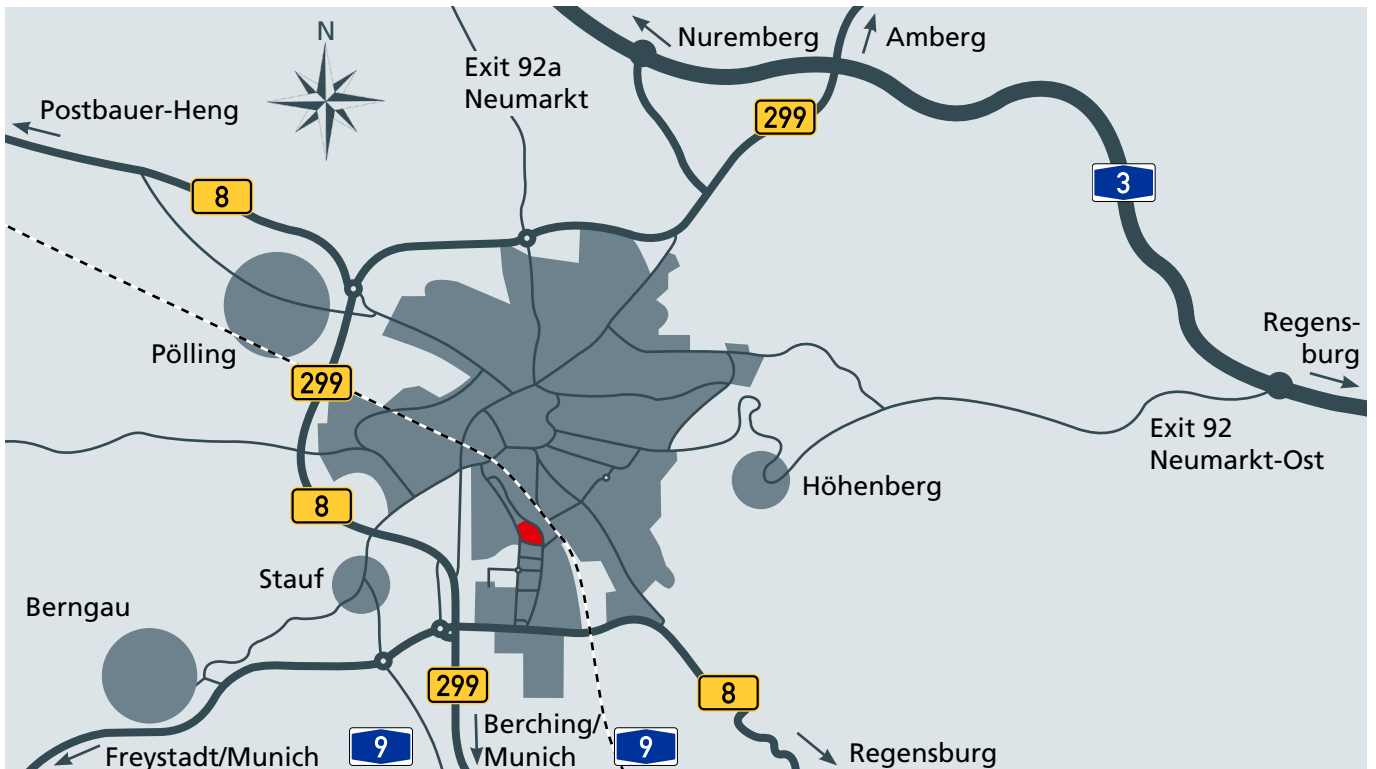 N
Nuremberg
Amberg
Exit 92a
Neumarkt
Postbauer-Heng
299
8
3
Regens-
burg
Pölling
299
Exit 92
Neumarkt-Ost
Höhenberg
8
Stauf
Berngau
299
8
Berching/
Munich
9
9
Freystadt/Munich
Regensburg